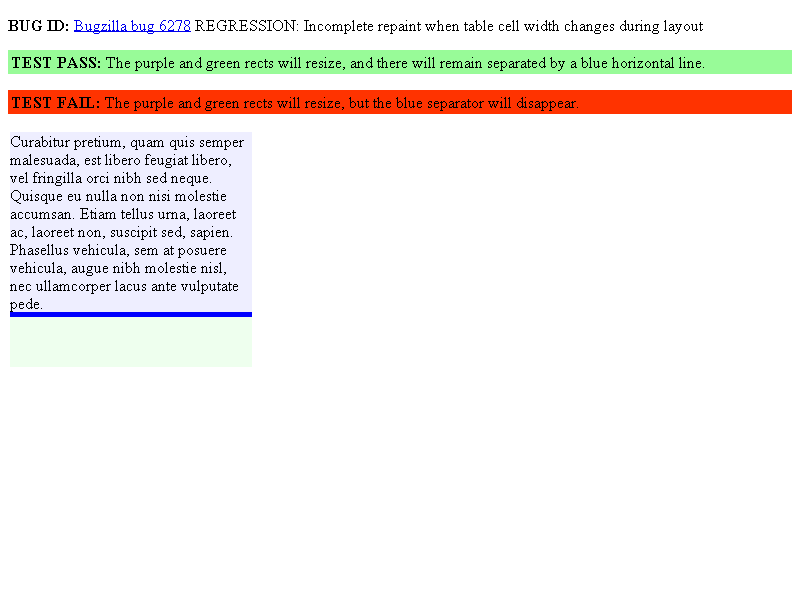 BUG ID: Bugzilla bug 6278 REGRESSION: Incomplete repaint when table cell width changes during layout
TEST PASS: The purple and green rects will resize, and there will remain separated by a blue horizontal line.
TEST FAIL: The purple and green rects will resize, but the blue separator will disappear.
Curabitur pretium, quam quis semper
malesuada, est libero feugiat libero,
vel fringilla orci nibh sed neque.
Quisque eu nulla non nisi molestie
accumsan. Etiam tellus urna, laoreet
ac, laoreet non, suscipit sed, sapien.
Phasellus vehicula, sem at posuere
vehicula, augue nibh molestie nisl,
nec ullamcorper lacus ante vulputate
pede.